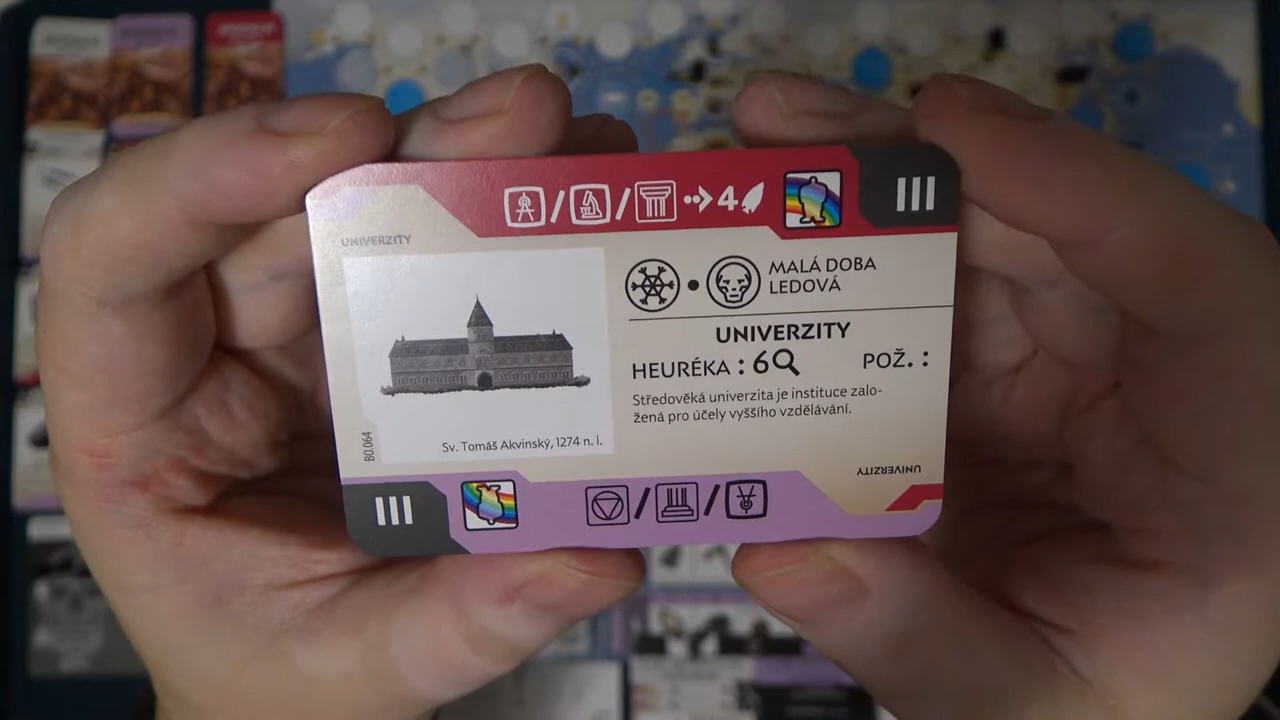 / / 4
III
UNIVERZITY
MALÁ DOBA
LEDOVÁ
UNIVERZITY
HEURÉKA : 6 POŽ. :
Středověká univerzita je instituce zalo-
žená pro účely vyššího vzdělávání.
Sv. Tomáš Akvinský, 1274 n. l.
B0.064
UNIVERZITY
III
/ /